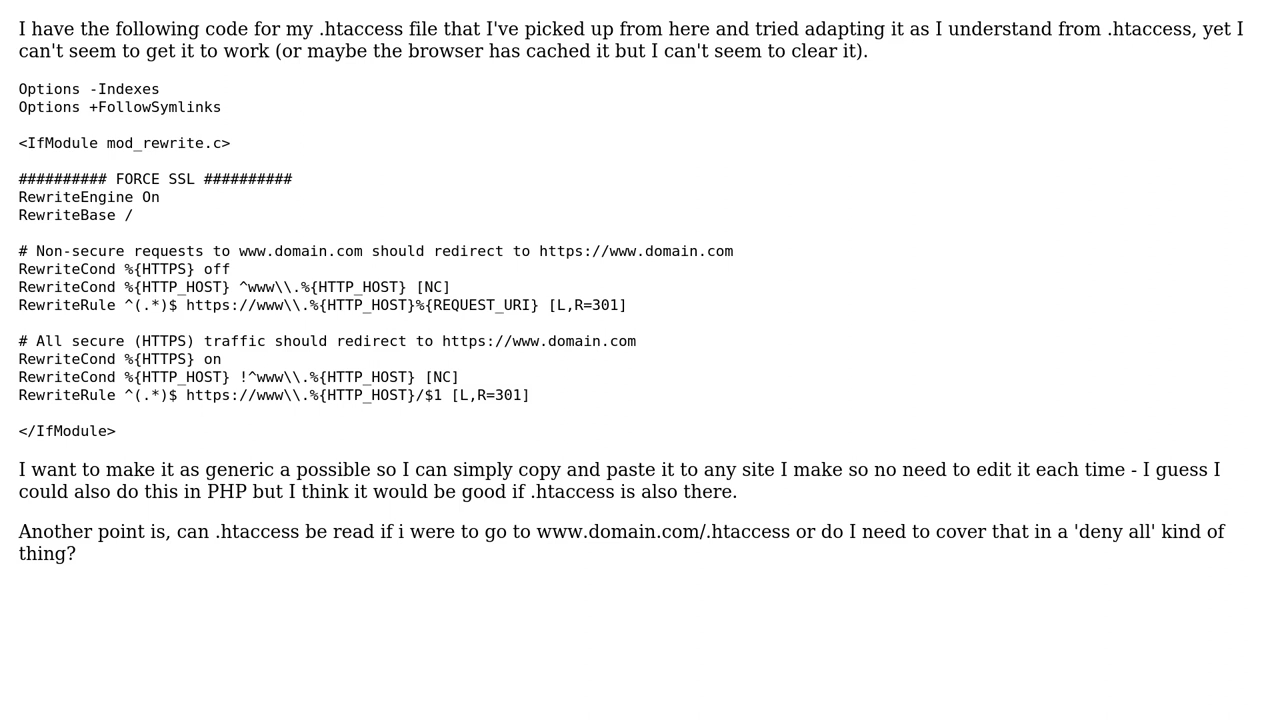 I have the following code for my .htaccess file that I've picked up from here and tried adapting it as I understand from .htaccess, yet I
can't seem to get it to work (or maybe the browser has cached it but I can't seem to clear it).
Options -Indexes
Options +FollowSymlinks
<IfModule mod_rewrite.c>
########## FORCE SSL ##########
RewriteEngine On
RewriteBase /
# Non-secure requests to www.domain.com should redirect to https://www.domain.com
RewriteCond %{HTTPS} off
RewriteCond %{HTTP_HOST} ^www\\.%{HTTP_HOST} [NC]
RewriteRule ^(.*)$ https://www\\.%{HTTP_HOST}%{REQUEST_URI} [L,R=301]
# All secure (HTTPS) traffic should redirect to https://www.domain.com
RewriteCond %{HTTPS} on
RewriteCond %{HTTP_HOST} !^www\\.%{HTTP_HOST} [NC]
RewriteRule ^(.*)$ https://www\\.%{HTTP_HOST}/$1 [L,R=301]
</IfModule>
I want to make it as generic a possible so I can simply copy and paste it to any site I make so no need to edit it each time - I guess I
could also do this in PHP but I think it would be good if .htaccess is also there.
Another point is, can .htaccess be read if i were to go to www.domain.com/.htaccess or do I need to cover that in a 'deny all' kind of
thing?